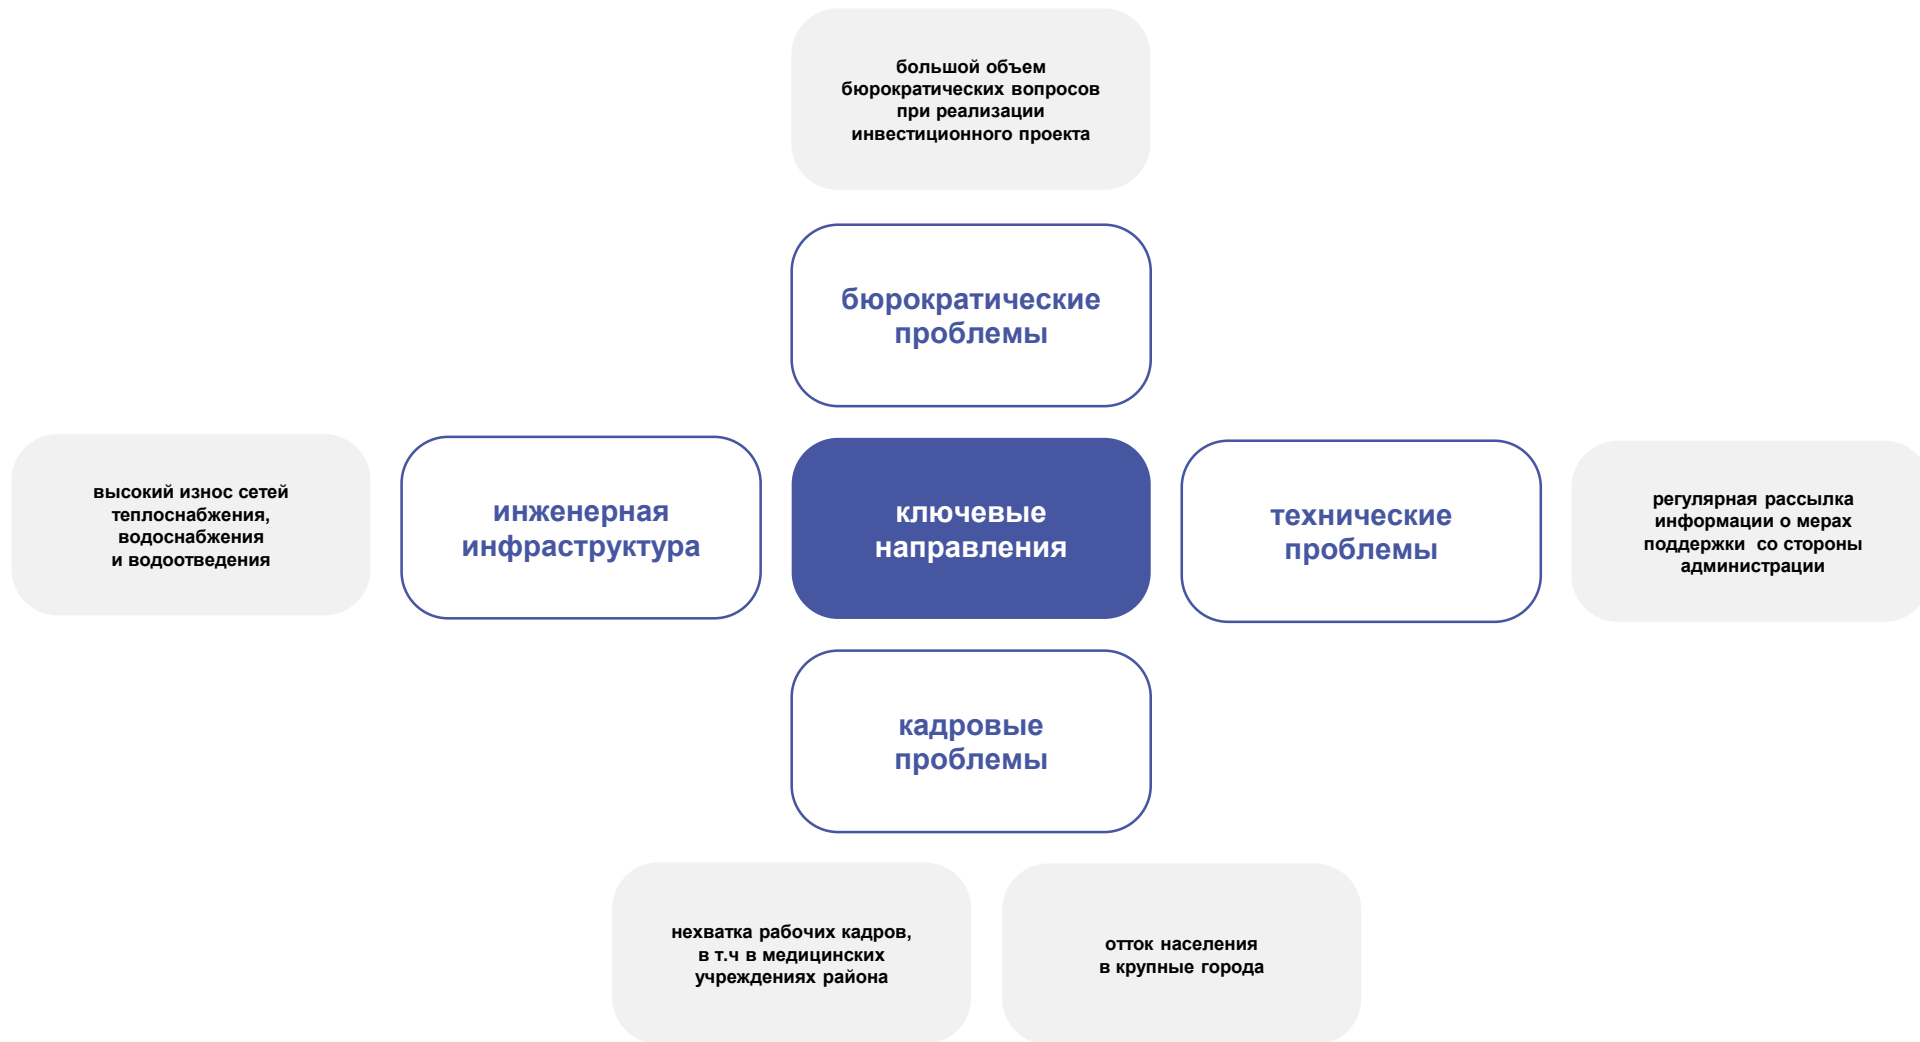 большой объем
бюрократических вопросов
при реализации
инвестиционного проекта
бюрократические
проблемы
высокий износ сетей
теплоснабжения,
водоснабжения
и водоотведения
инженерная
инфраструктура
ключевые
направления
технические
проблемы
регулярная рассылка
информации о мерах
поддержки  со стороны
администрации
кадровые
проблемы
нехватка рабочих кадров,
в т.ч в медицинских
учреждениях района
отток населения
в крупные города